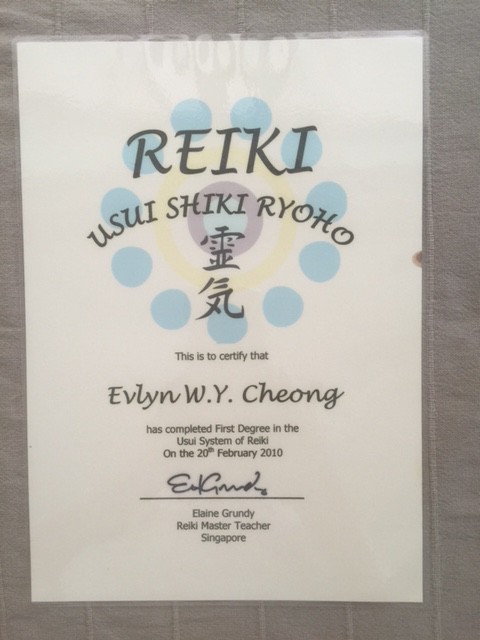 REIKI
USUI SHIKI RYOHO
霊
気
This is to certify that
Evlyn W.Y. Cheong
has completed First Degree in the
Usui System of Reiki
On the 20th February 2010
Elaine Grundy
Reiki Master Teacher
Singapore